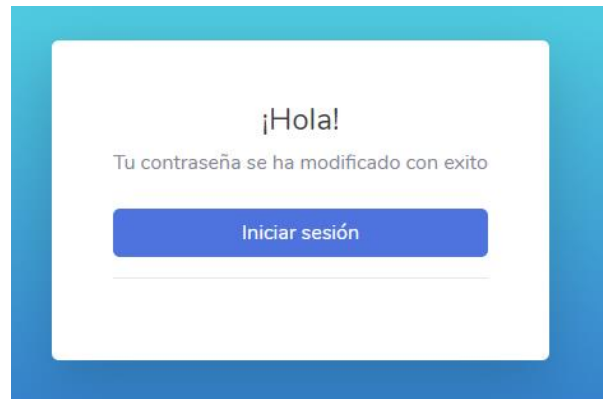 ¡Hola!
Tu contraseña se ha modificado con exito
Iniciar sesión